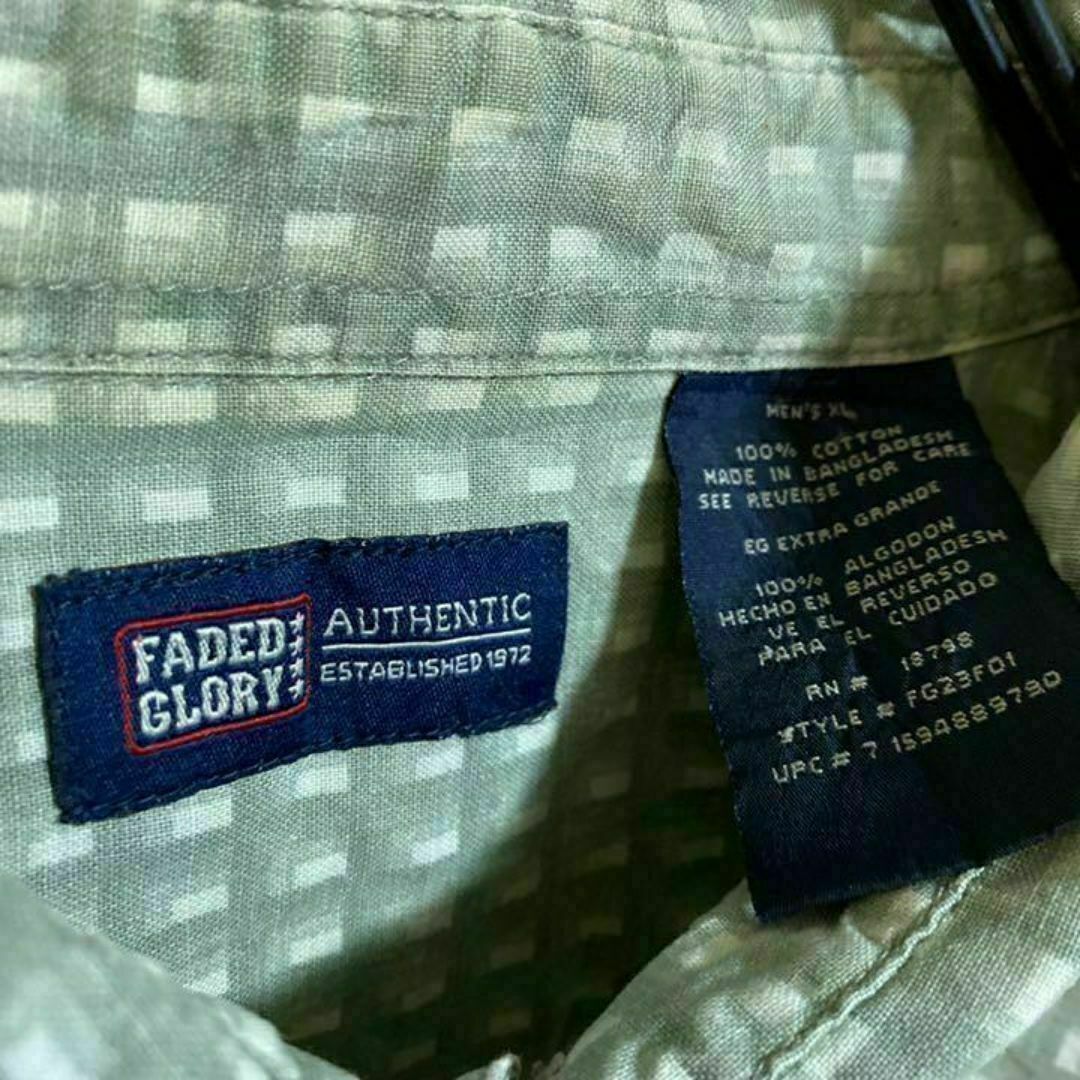 FADED
GLORY
AUTHENTIC
ESTABLISHED 1972
MEN'S XL
100% COTTON
MADE IN BANGLADESH
SEE REVERSE FOR CARE
EG EXTRA GRANDE
100% ALGODON
HECHO EN BANGLADESH
VE EL REVERSO
PARA EL CUIDADO
RN # 18798
STYLE # FG23F01
UPC # 7 1594889790